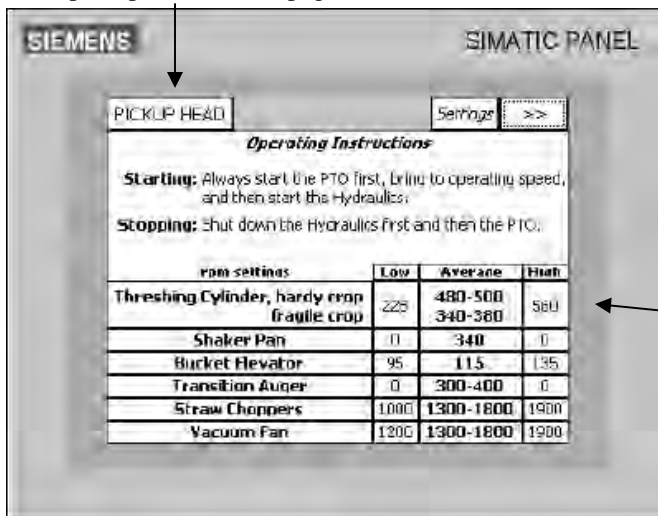 SIEMENS
SIMATIC PANEL
PICKUP HEAD
Settings >>
Operating Instructions
Starting: Always start the PTO first, bring to operating speed,
and then start the Hydraulics.
Stopping: Shut down the Hydraulics first and then the PTO.
rpm settings Low Average High
Threshing Cylinder, hardy crop 225 480-500 560
fragile crop 340-380
Shaker Pan 0 340 0
Bucket Elevator 95 115 135
Transition Auger 0 300-400 0
Straw Choppers 1000 1300-1800 1900
Vacuum Fan 1200 1300-1800 1900